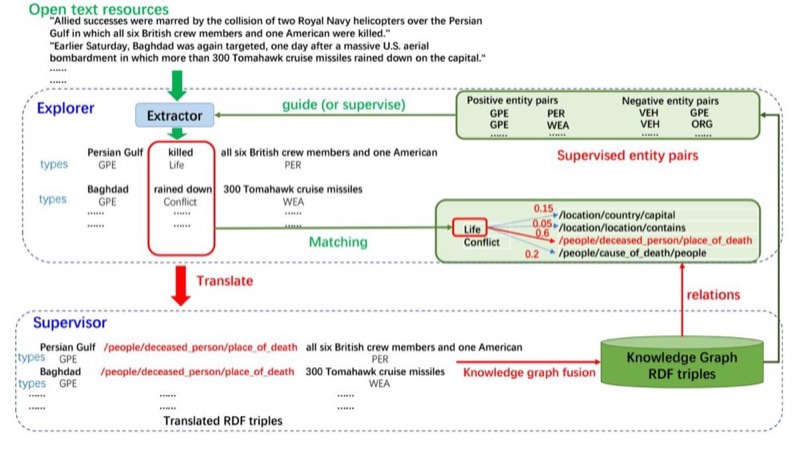 Open text resources
"Allied successes were marred by the collision of two Royal Navy helicopters over the Persian
Gulf in which all six British crew members and one American were killed."
"Earlier Saturday, Baghdad was again targeted, one day after a massive U.S. aerial
bombardment in which more than 300 Tomahawk cruise missiles rained down on the capital."
......
......
Explorer
Extractor
guide (or supervise)
Positive entity pairs
GPE PER
GPE WEA
......
Negative entity pairs
VEH GPE
VEH ORG
...... ......
Supervised entity pairs
Persian Gulf killed all six British crew members and one American
types GPE Life PER
Baghdad rained down 300 Tomahawk cruise missiles
types GPE Conflict WEA
...... ...... ......
...... ...... ......
Matching
Life
Conflict
0.15 /location/country/capital
0.05 /location/location/contains
0.6 /people/deceased_person/place_of_death
0.2 /people/cause_of_death/people
Translate
relations
Supervisor
Persian Gulf /people/deceased_person/place_of_death all six British crew members and one American
types GPE PER
Baghdad /people/deceased_person/place_of_death 300 Tomahawk cruise missiles
types GPE WEA
...... ...... ......
...... ...... ......
Translated RDF triples
Knowledge graph fusion
Knowledge Graph
RDF triples